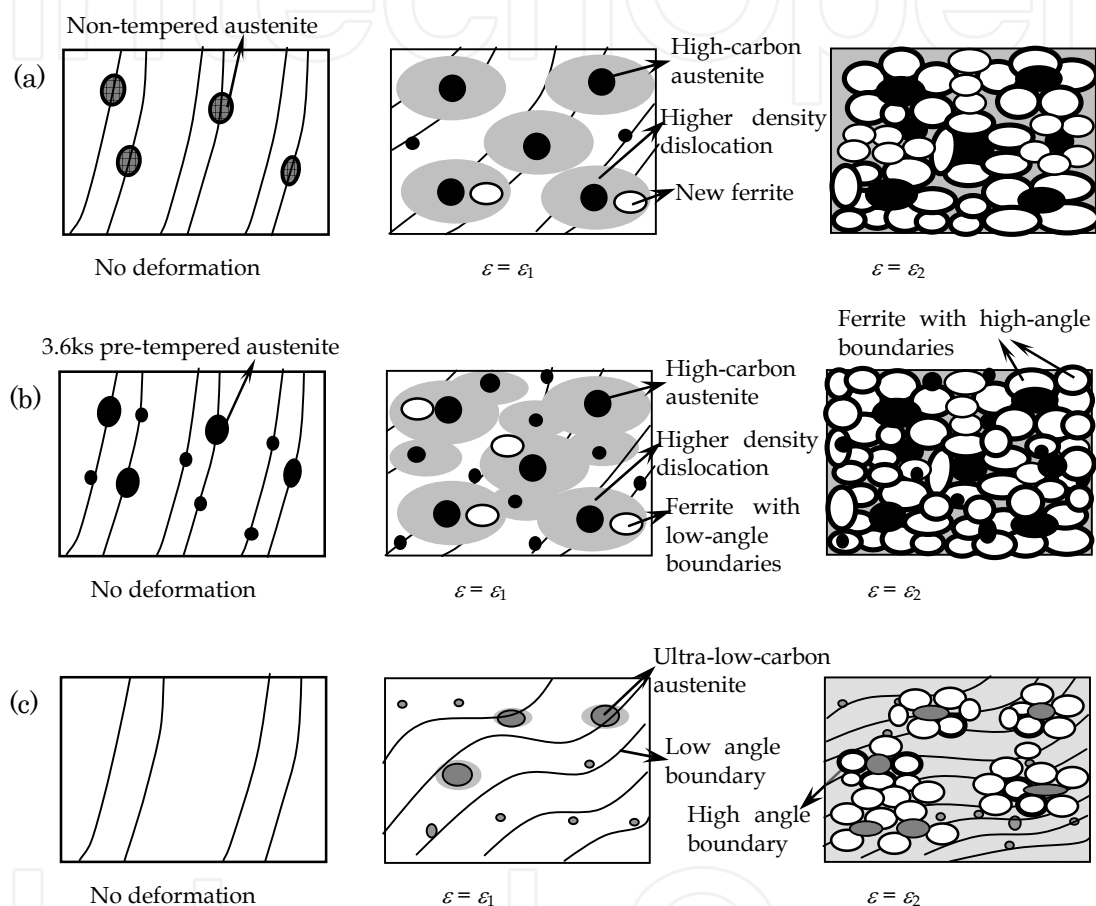 Non-tempered austenite
(a)
High-carbon
austenite
Higher density
dislocation
New ferrite
No deformation
ε = ε1
ε = ε2
3.6ks pre-tempered austenite
Ferrite with high-angle
boundaries
(b)
High-carbon
austenite
Higher density
dislocation
Ferrite with
low-angle
boundaries
No deformation
ε = ε1
ε = ε2
Ultra-low-carbon
austenite
(c)
Low angle
boundary
High angle
boundary
No deformation
ε = ε1
ε = ε2